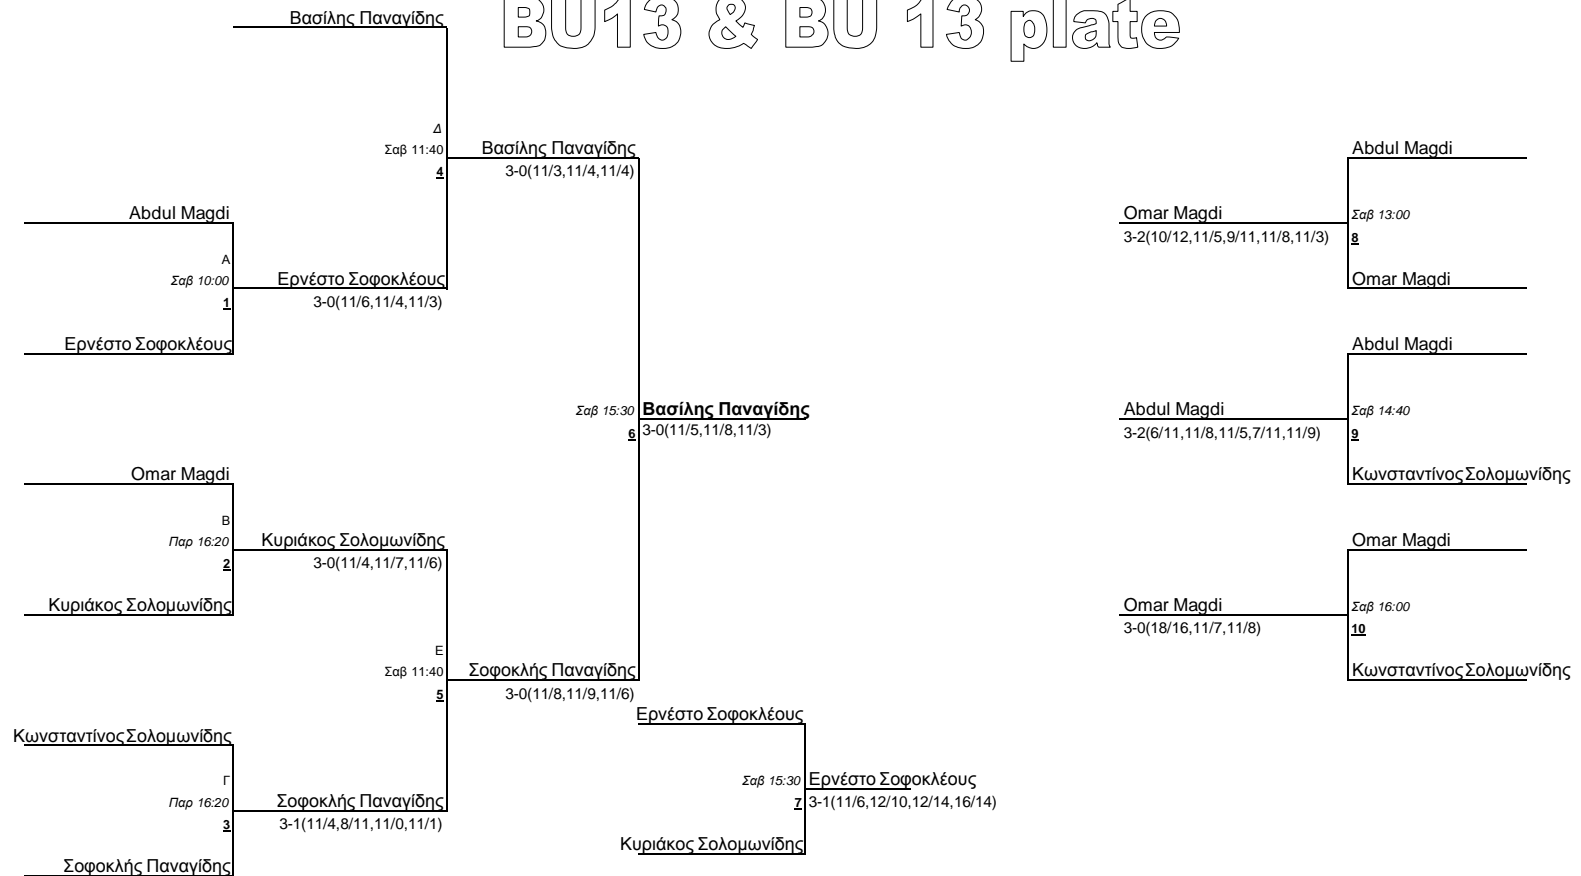 BU13 & BU 13 plate
Βασίλης Παναγίδης
Δ
Σαβ 11:40
4
Βασίλης Παναγίδης
3-0(11/3,11/4,11/4)
Abdul Magdi
Α
Σαβ 10:00
1
Ερνέστο Σοφοκλέους
3-0(11/6,11/4,11/3)
Ερνέστο Σοφοκλέους
Σαβ 15:30
6
Βασίλης Παναγίδης
3-0(11/5,11/8,11/3)
Omar Magdi
Β
Παρ 16:20
2
Κυριάκος Σολομωνίδης
3-0(11/4,11/7,11/6)
Κυριάκος Σολομωνίδης
Ε
Σαβ 11:40
5
Σοφοκλής Παναγίδης
3-0(11/8,11/9,11/6)
Κωνσταντίνος Σολομωνίδης
Γ
Παρ 16:20
3
Σοφοκλής Παναγίδης
3-1(11/4,8/11,11/0,11/1)
Σοφοκλής Παναγίδης
Ερνέστο Σοφοκλέους
Σαβ 15:30
7
Ερνέστο Σοφοκλέους
3-1(11/6,12/10,12/14,16/14)
Κυριάκος Σολομωνίδης
Abdul Magdi
Omar Magdi
3-2(10/12,11/5,9/11,11/8,11/3)
Σαβ 13:00
8
Omar Magdi
Abdul Magdi
Abdul Magdi
3-2(6/11,11/8,11/5,7/11,11/9)
Σαβ 14:40
9
Κωνσταντίνος Σολομωνίδης
Omar Magdi
Omar Magdi
3-0(18/16,11/7,11/8)
Σαβ 16:00
10
Κωνσταντίνος Σολομωνίδης